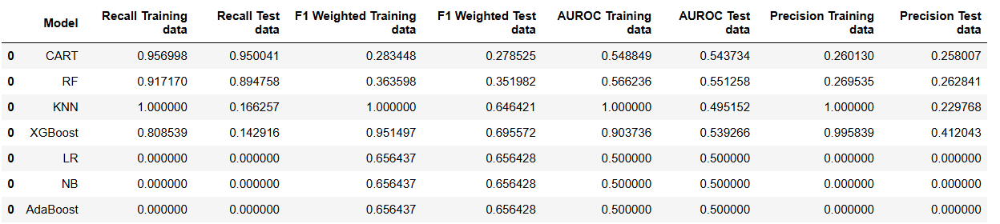 Model Recall Training data Recall Test data F1 Weighted Training data F1 Weighted Test data AUROC Training data AUROC Test data Precision Training data Precision Test data
0 CART 0.956998 0.950041 0.283448 0.278525 0.548849 0.543734 0.260130 0.258007
0 RF 0.917170 0.894758 0.363598 0.351982 0.566236 0.551258 0.269535 0.262841
0 KNN 1.000000 0.166257 1.000000 0.646421 1.000000 0.495152 1.000000 0.229768
0 XGBoost 0.808539 0.142916 0.951497 0.695572 0.903736 0.539266 0.995839 0.412043
0 LR 0.000000 0.000000 0.656437 0.656428 0.500000 0.500000 0.000000 0.000000
0 NB 0.000000 0.000000 0.656437 0.656428 0.500000 0.500000 0.000000 0.000000
0 AdaBoost 0.000000 0.000000 0.656437 0.656428 0.500000 0.500000 0.000000 0.000000